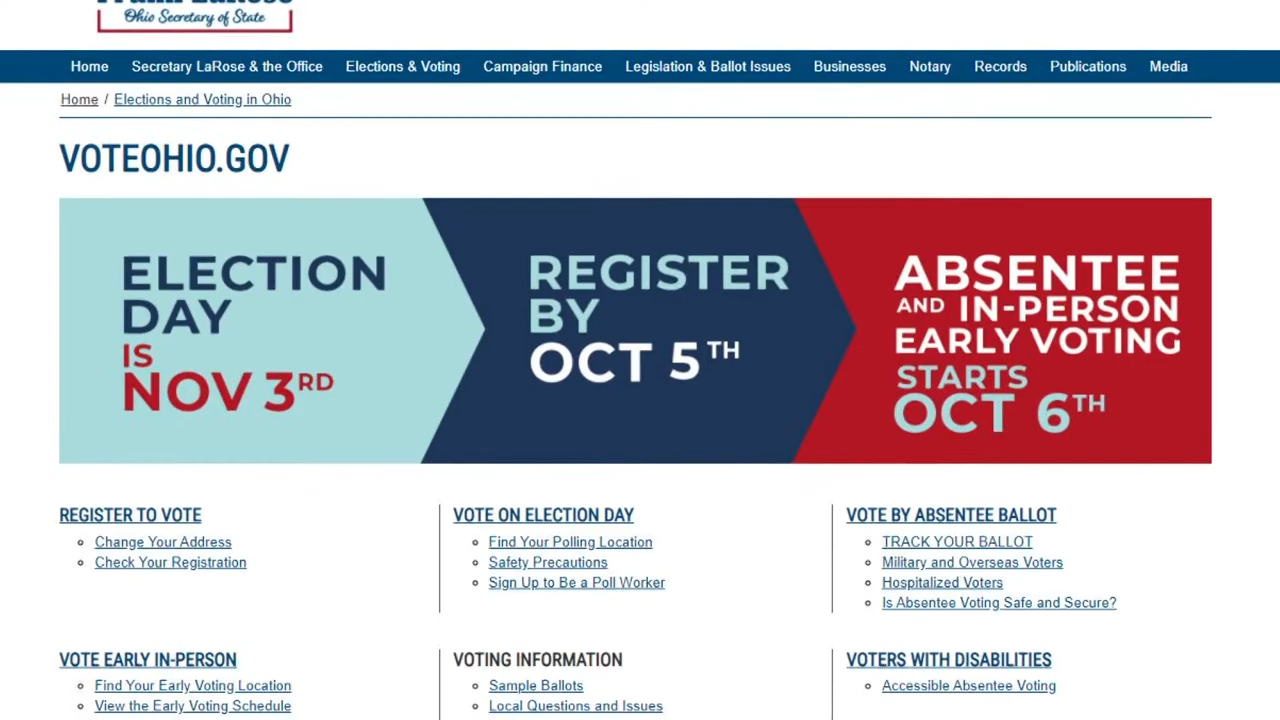 Ohio Secretary of State
Home Secretary LaRose & the Office Elections & Voting Campaign Finance Legislation & Ballot Issues Businesses Notary Records Publications Media
Home / Elections and Voting in Ohio
VOTEOHIO.GOV
ELECTION
DAY
IS
NOV 3RD
REGISTER
BY
OCT 5TH
ABSENTEE
AND IN-PERSON
EARLY VOTING
STARTS
OCT 6TH
REGISTER TO VOTE
Change Your Address
Check Your Registration
VOTE ON ELECTION DAY
Find Your Polling Location
Safety Precautions
Sign Up to Be a Poll Worker
VOTE BY ABSENTEE BALLOT
TRACK YOUR BALLOT
Military and Overseas Voters
Hospitalized Voters
Is Absentee Voting Safe and Secure?
VOTE EARLY IN-PERSON
Find Your Early Voting Location
View the Early Voting Schedule
VOTING INFORMATION
Sample Ballots
Local Questions and Issues
VOTERS WITH DISABILITIES
Accessible Absentee Voting